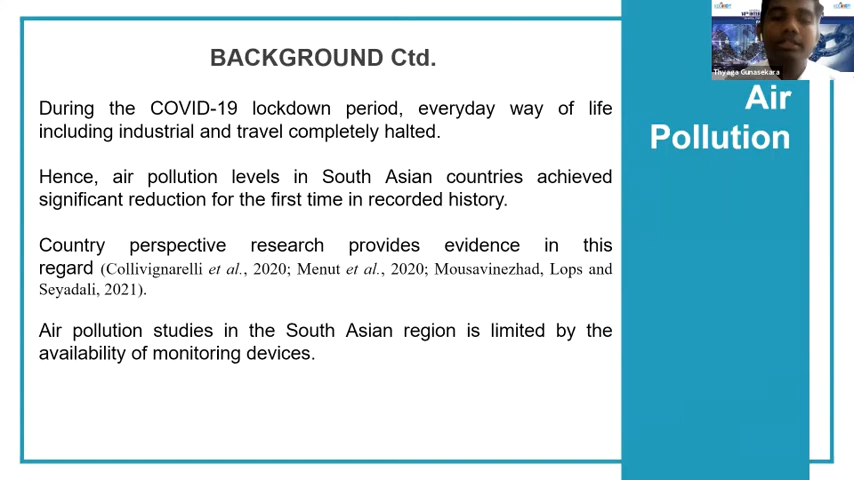 BACKGROUND Ctd.
During the COVID-19 lockdown period, everyday way of life
including industrial and travel completely halted.
Hence, air pollution levels in South Asian countries achieved
significant reduction for the first time in recorded history.
Country perspective research provides evidence in this
regard (Collivignarelli et al., 2020; Menut et al., 2020; Mousavinezhad, Lops and
Seyadali, 2021).
Air pollution studies in the South Asian region is limited by the
availability of monitoring devices.
Thyaga Gunasekara
Air
Pollution